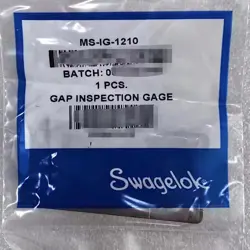 MS-IG-1210
BATCH: 0
1 PCS.
GAP INSPECTION GAGE
Swagelok